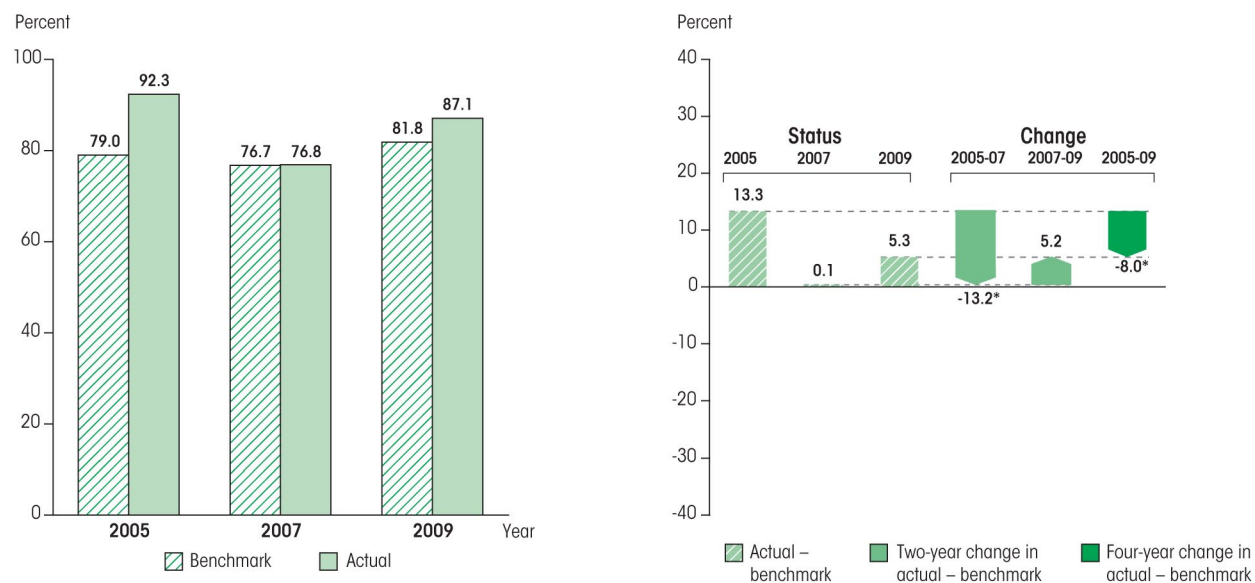 Percent
100
80
60
40
20
0
79.0
92.3
76.7
76.8
81.8
87.1
2005
2007
2009
Year
Benchmark
Actual
Percent
40
30
20
10
0
-10
-20
-30
-40
Status
Change
2005
2007
2009
2005-07
2007-09
2005-09
13.3
0.1
5.3
-13.2*
5.2
-8.0*
Actual –
benchmark
Two-year change in
actual – benchmark
Four-year change in
actual – benchmark